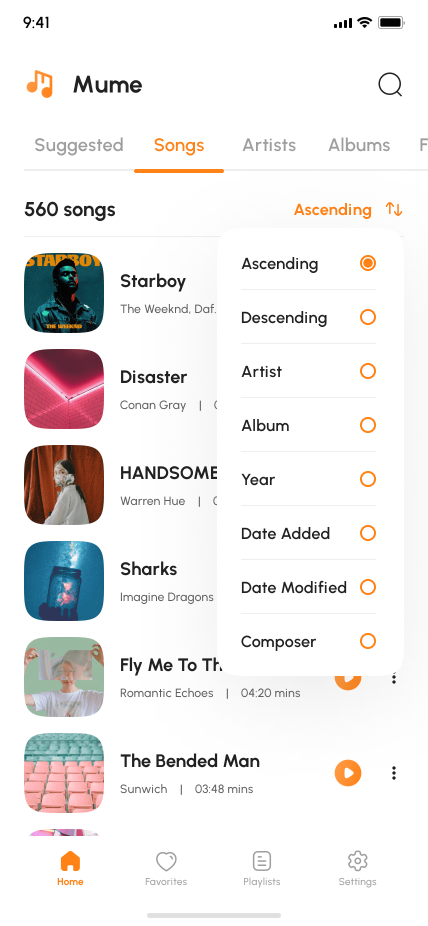 9:41
Mume
Suggested Songs Artists Albums F
560 songs Ascending
Ascending
Descending
Artist
Album
Year
Date Added
Date Modified
Composer
STARBOY
THE WEEKND
Starboy
The Weeknd, Daf.
Disaster
Conan Gray |
HANDSOME
Warren Hue |
Sharks
Imagine Dragons
Fly Me To Th
Romantic Echoes | 04:20 mins
The Bended Man
Sunwich | 03:48 mins
Home Favorites Playlists Settings